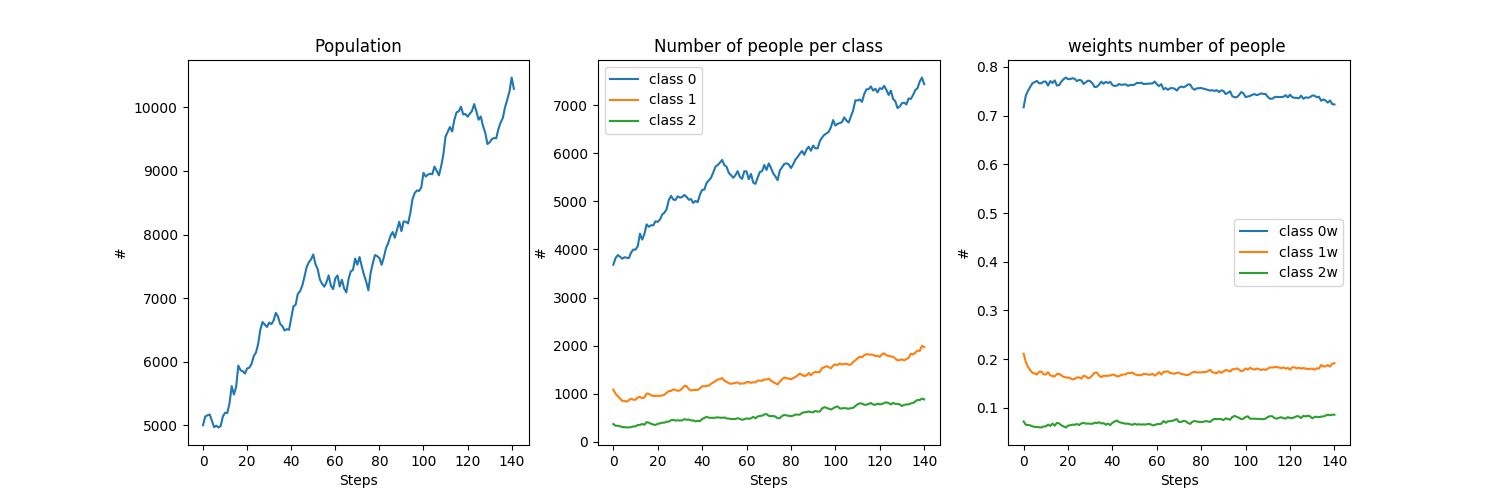 Population
Number of people per class
weights number of people
10000
9000
8000
7000
6000
5000
#
0 20 40 60 80 100 120 140
Steps
class 0
class 1
class 2
7000
6000
5000
4000
3000
2000
1000
0
#
0 20 40 60 80 100 120 140
Steps
0.8
0.7
0.6
0.5
0.4
0.3
0.2
0.1
#
class 0w
class 1w
class 2w
0 20 40 60 80 100 120 140
Steps